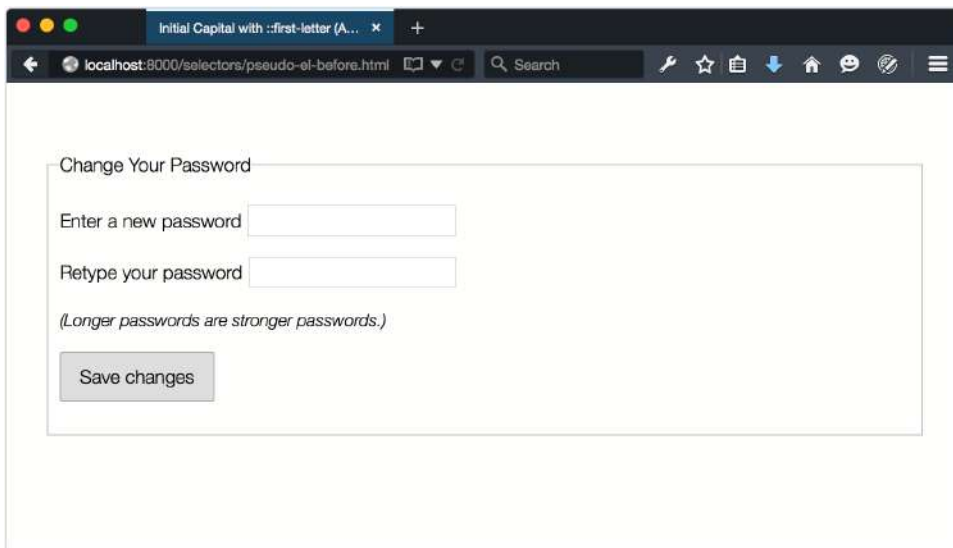 Initial Capital with ::first-letter (A...
localhost:8000/selectors/pseudo-el-before.html
Search
Change Your Password
Enter a new password
Retype your password
(Longer passwords are stronger passwords.)
Save changes